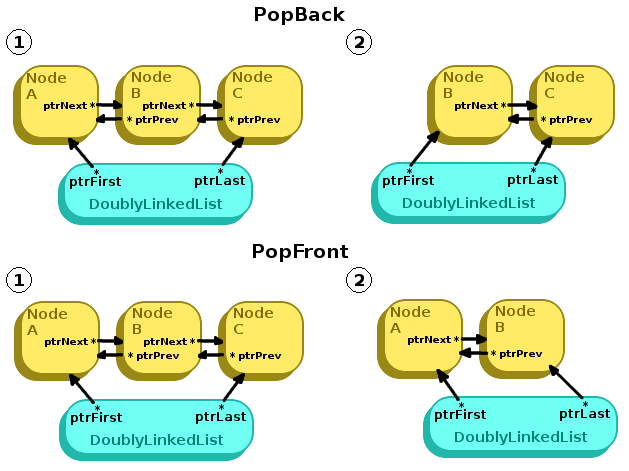 PopBack
1
2
Node
A
Node
B
Node
C
ptrNext *
ptrNext *
* ptrPrev
* ptrPrev
*
ptrFirst
*
ptrLast
DoublyLinkedList
Node
B
Node
C
ptrNext *
* ptrPrev
*
ptrFirst
*
ptrLast
DoublyLinkedList
PopFront
1
2
Node
A
Node
B
Node
C
ptrNext *
ptrNext *
* ptrPrev
* ptrPrev
*
ptrFirst
*
ptrLast
DoublyLinkedList
Node
A
Node
B
ptrNext *
* ptrPrev
*
ptrFirst
*
ptrLast
DoublyLinkedList